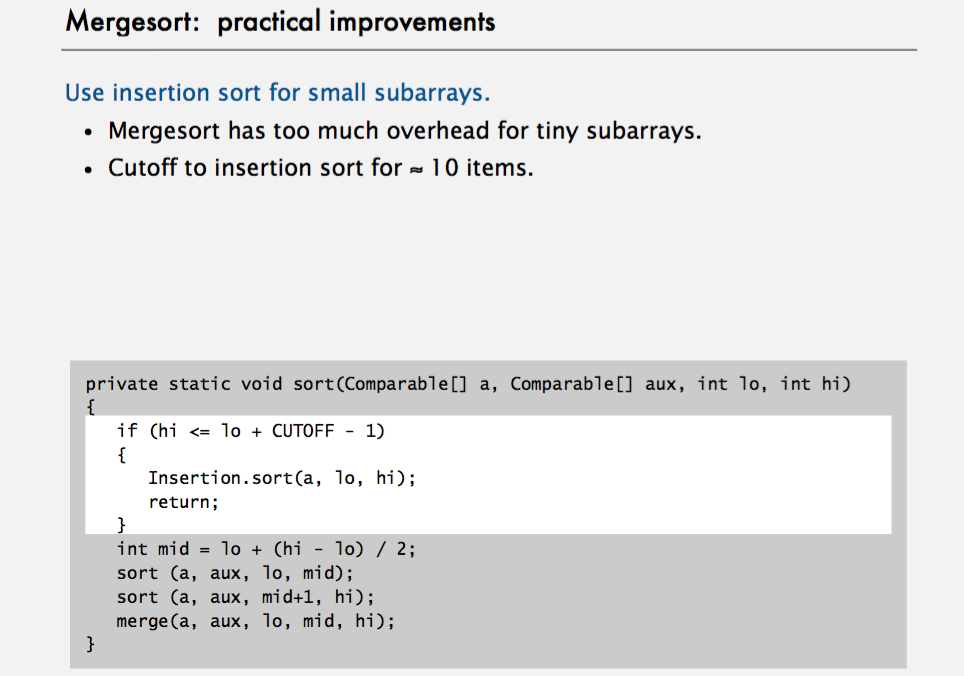 Mergesort: practical improvements
Use insertion sort for small subarrays.
• Mergesort has too much overhead for tiny subarrays.
• Cutoff to insertion sort for ≈ 10 items.
private static void sort(Comparable[] a, Comparable[] aux, int lo, int hi)
{
   if (hi <= lo + CUTOFF - 1)
   {
      Insertion.sort(a, lo, hi);
      return;
   }
   int mid = lo + (hi - lo) / 2;
   sort (a, aux, lo, mid);
   sort (a, aux, mid+1, hi);
   merge(a, aux, lo, mid, hi);
}